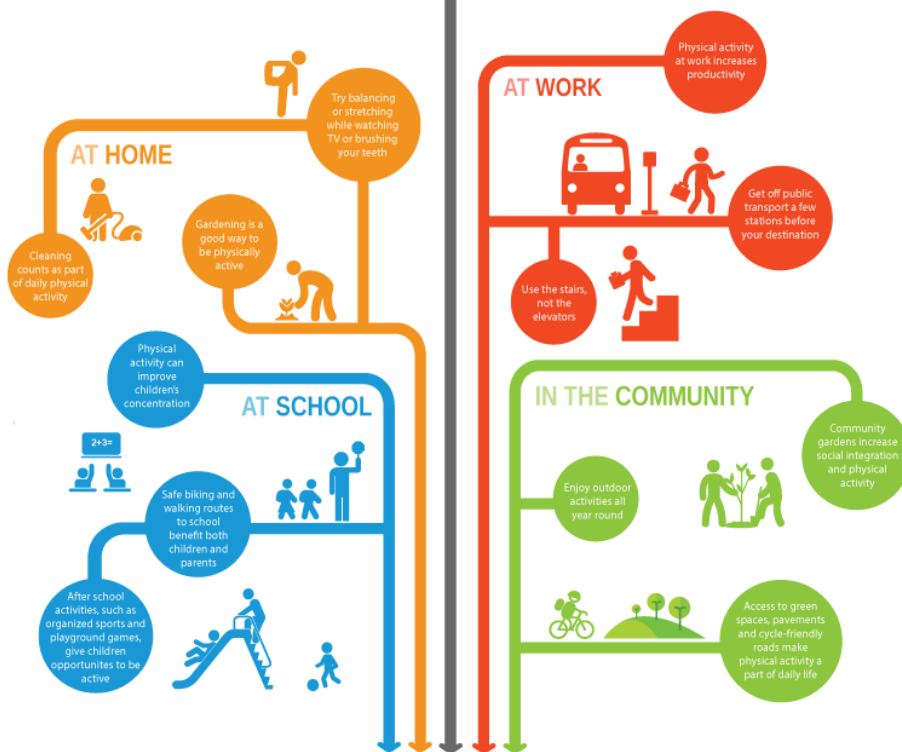 AT HOME
Try balancing
or stretching
while watching
TV or brushing
your teeth
Cleaning
counts as part
of daily physical
activity
Gardening is a
good way to
be physically
active
AT SCHOOL
Physical
activity can
improve
children's
concentration
2+3=
Safe biking and
walking routes
to school
benefit both
children and
parents
After school
activities, such as
organized sports and
playground games,
give children
opportunites to be
active
AT WORK
Physical activity
at work increases
productivity
Get off public
transport a few
stations before
your destination
Use the stairs,
not the
elevators
IN THE COMMUNITY
Community
gardens increase
social integration
and physical
activity
Enjoy outdoor
activities all
year round
Access to green
spaces, pavements
and cycle-friendly
roads make
physical activity a
part of daily life